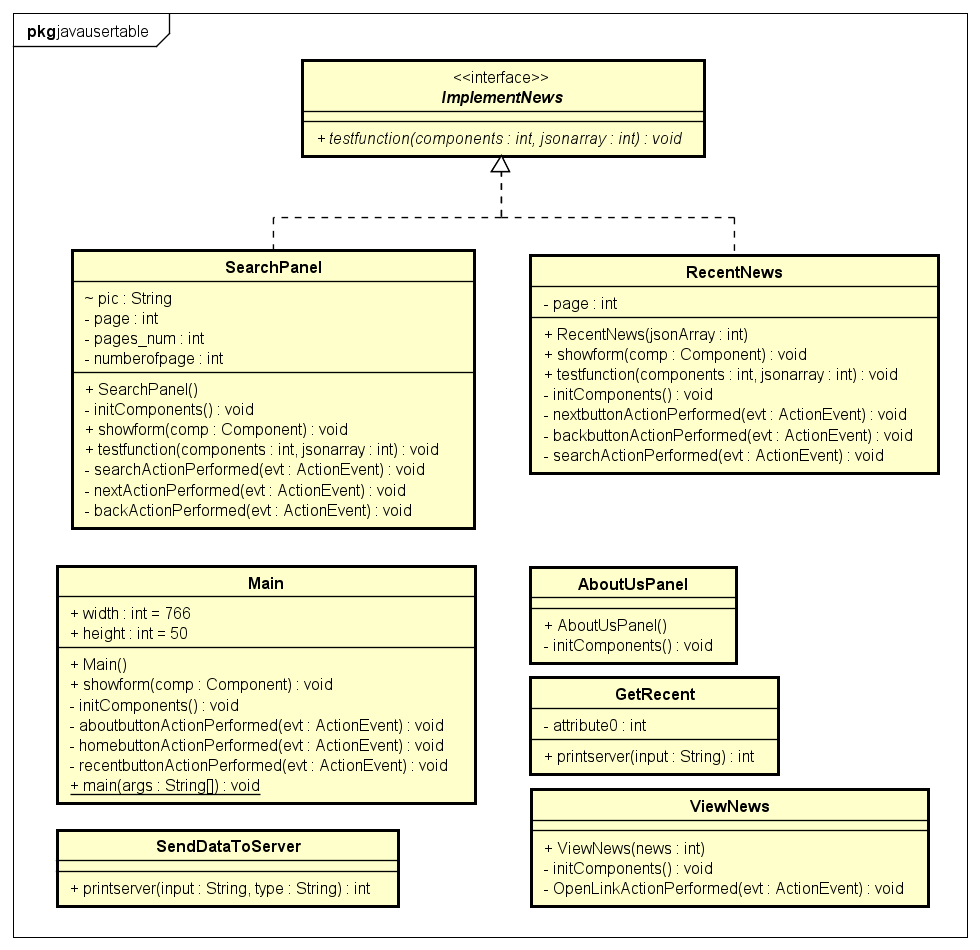 pkg javausertable
<<interface>>
ImplementNews
+ testfunction(components : int, jsonarray : int) : void
SearchPanel
~ pic : String
- page : int
- pages_num : int
- numberofpage : int
+ SearchPanel()
- initComponents() : void
+ showform(comp : Component) : void
+ testfunction(components : int, jsonarray : int) : void
- searchActionPerformed(evt : ActionEvent) : void
- nextActionPerformed(evt : ActionEvent) : void
- backActionPerformed(evt : ActionEvent) : void
RecentNews
- page : int
+ RecentNews(jsonArray : int)
+ showform(comp : Component) : void
+ testfunction(components : int, jsonarray : int) : void
- initComponents() : void
- nextbuttonActionPerformed(evt : ActionEvent) : void
- backbuttonActionPerformed(evt : ActionEvent) : void
- searchActionPerformed(evt : ActionEvent) : void
Main
+ width : int = 766
+ height : int = 50
+ Main()
+ showform(comp : Component) : void
- initComponents() : void
- aboutbuttonActionPerformed(evt : ActionEvent) : void
- homebuttonActionPerformed(evt : ActionEvent) : void
- recentbuttonActionPerformed(evt : ActionEvent) : void
+ main(args : String[]) : void
AboutUsPanel
+ AboutUsPanel()
- initComponents() : void
GetRecent
- attribute0 : int
+ printserver(input : String) : int
ViewNews
+ ViewNews(news : int)
- initComponents() : void
- OpenLinkActionPerformed(evt : ActionEvent) : void
SendDataToServer
+ printserver(input : String, type : String) : int